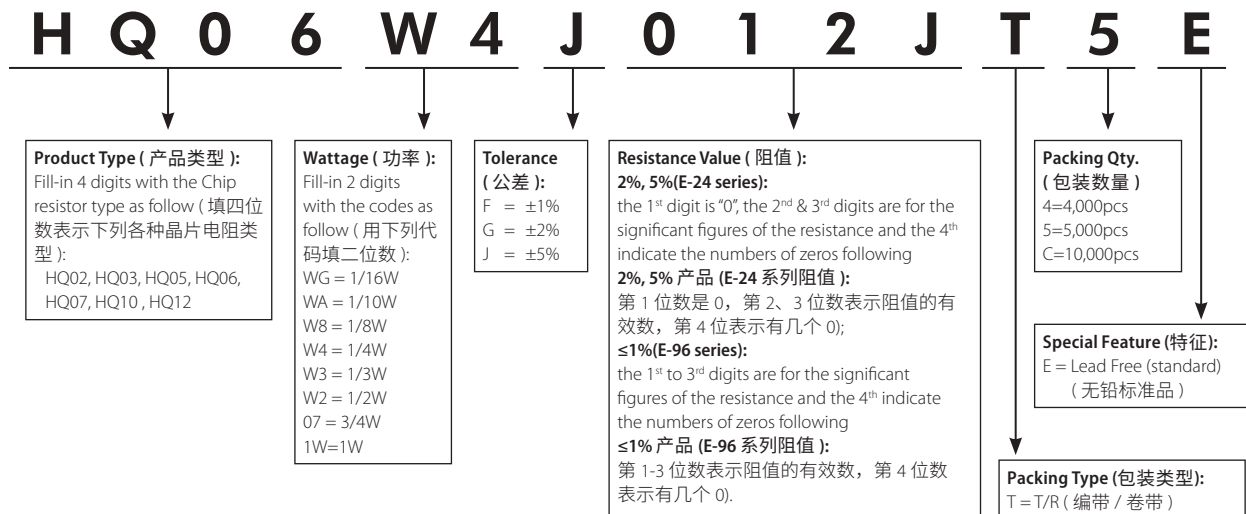 H Q 0 6 W 4 J 0 1 2 J T 5 E
Product Type ( 产品类型 ):
Fill-in 4 digits with the Chip
resistor type as follow ( 填四位
数表示下列各种晶片电阻类
型 ):
HQ02, HQ03, HQ05, HQ06,
HQ07, HQ10 , HQ12
Wattage ( 功率 ):
Fill-in 2 digits
with the codes as
follow ( 用下列代
码填二位数 ):
WG = 1/16W
WA = 1/10W
W8 = 1/8W
W4 = 1/4W
W3 = 1/3W
W2 = 1/2W
07 = 3/4W
1W=1W
Tolerance
( 公差 ):
F = ±1%
G = ±2%
J = ±5%
Resistance Value ( 阻值 ):
2%, 5%(E-24 series):
the 1st digit is “0”, the 2nd & 3rd digits are for the
significant figures of the resistance and the 4th
indicate the numbers of zeros following
2%, 5% 产品 (E-24 系列阻值 ):
第 1 位数是 0，第 2、3 位数表示阻值的有
效数，第 4 位表示有几个 0);
≤1%(E-96 series):
the 1st to 3rd digits are for the significant
figures of the resistance and the 4th indicate
the numbers of zeros following
≤1% 产品 (E-96 系列阻值 ):
第 1-3 位数表示阻值的有效数，第 4 位数
表示有几个 0).
Packing Qty.
( 包装数量 )
4=4,000pcs
5=5,000pcs
C=10,000pcs
Special Feature (特征):
E = Lead Free (standard)
( 无铅标准品 )
Packing Type (包装类型):
T = T/R ( 编带 / 卷带 )